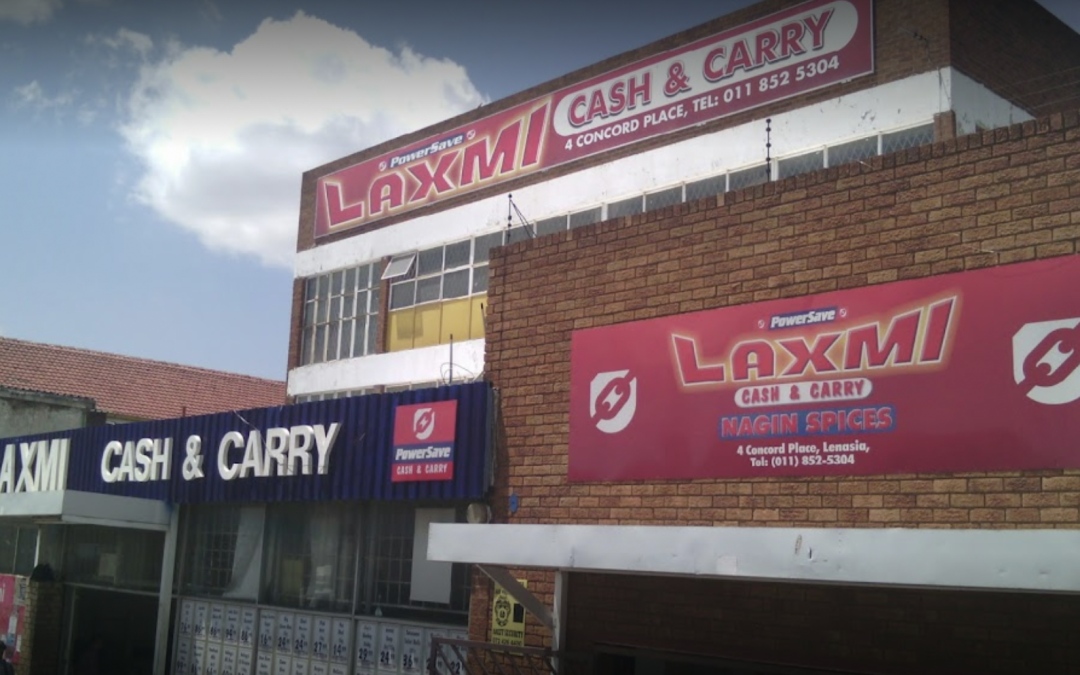 PowerSave
LAXMI
CASH & CARRY
4 CONCORD PLACE, TEL: 011 852 5304
PowerSave
LAXMI
CASH & CARRY
NAGIN SPICES
4 Concord Place, Lenasia,
Tel: (011) 852-5304
AXMI CASH & CARRY
PowerSave
CASH & CARRY